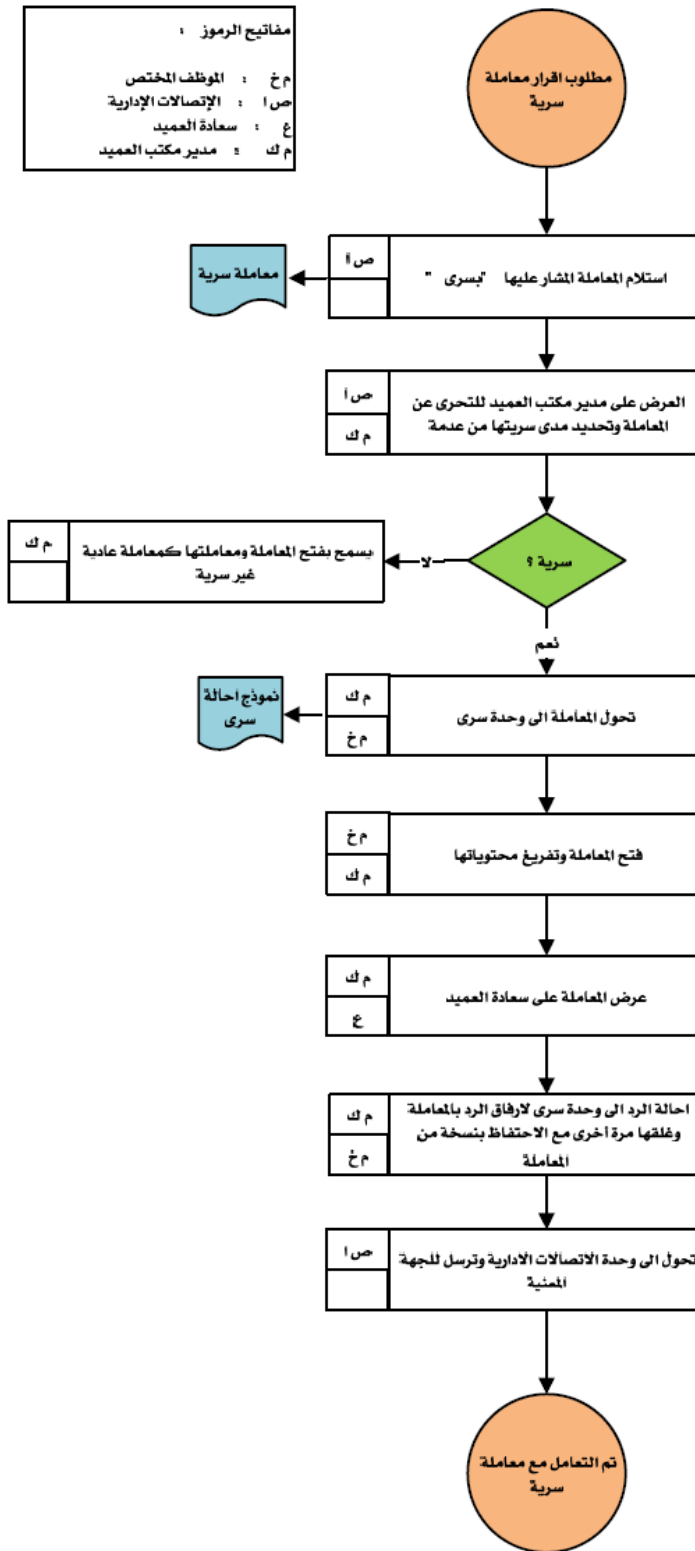 مفاتيح الرموز :
م خ : الموظف المختص
ص ا : الإتصالات الإدارية
ع : سعادة العميد
م ك : مدير مكتب العميد
مطلوب اقرار معاملة
سرية
استلام المعاملة المشار عليها "بسرى "
ص أ
معاملة سرية
العرض على مدير مكتب العميد للتحرى عن
المعاملة وتحديد مدى سريتها من عدمة
ص أ
م ك
سرية ؟
لا
يسمح بفتح المعاملة ومعاملتها كمعاملة عادية
غير سرية
م ك
نعم
تحول المعاملة الى وحدة سرى
م ك
م خ
نموذج احالة
سرى
فتح المعاملة وتفريغ محتوياتها
م خ
م ك
عرض المعاملة على سعادة العميد
م ك
ع
احالة الرد الى وحدة سرى لارفاق الرد بالمعاملة
وغلقها مرة أخرى مع الاحتفاظ بنسخة من
المعاملة
م ك
م خ
تحول الى وحدة الاتصالات الادارية وترسل للجهة
المعنية
ص ا
تم التعامل مع معاملة
سرية